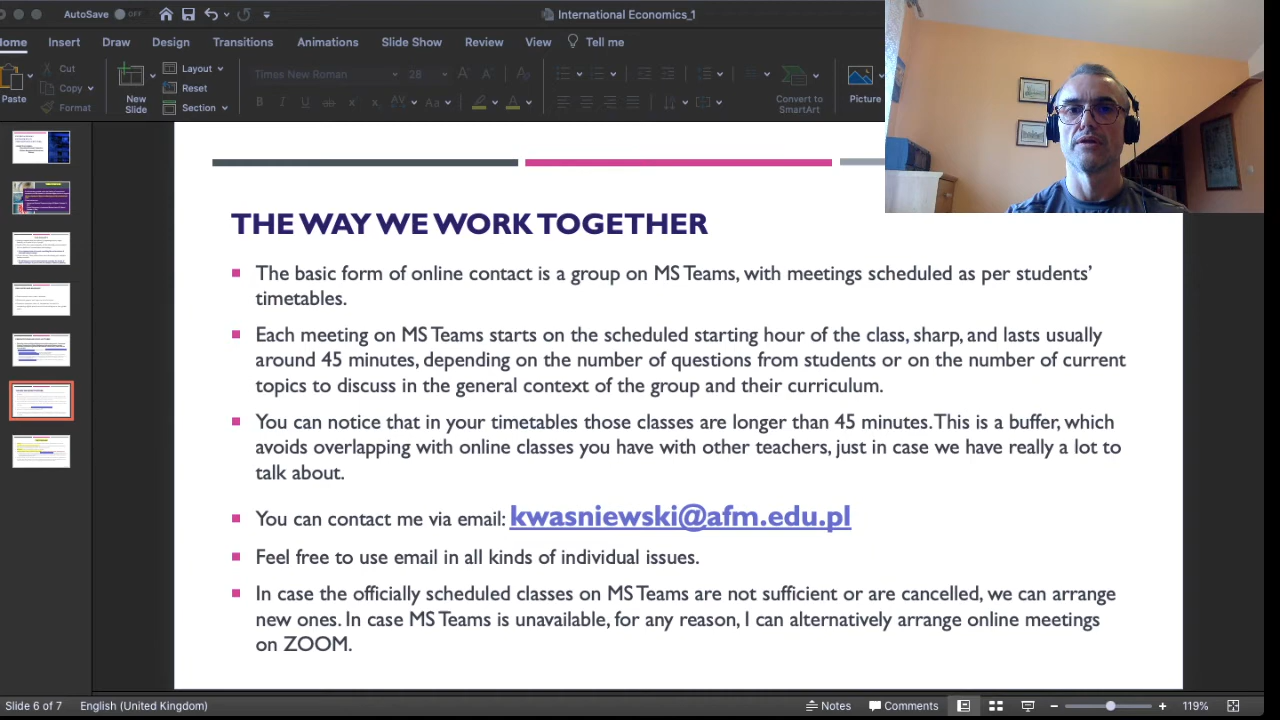 AutoSave OFF
International Economics_1
Home Insert Draw Design Transitions Animations Slide Show Review View Tell me
Paste
Cut
Copy
Format
New
Slide
Layout
Reset
Section
Times New Roman 28
Convert to
SmartArt
Picture
THE WAY WE WORK TOGETHER
The basic form of online contact is a group on MS Teams, with meetings scheduled as per students’
timetables.
Each meeting on MS Teams starts on the scheduled starting hour of the class, sharp, and lasts usually
around 45 minutes, depending on the number of questions from students or on the number of current
topics to discuss in the general context of the group and their curriculum.
You can notice that in your timetables those classes are longer than 45 minutes. This is a buffer, which
avoids overlapping with online classes you have with other teachers, just in case we have really a lot to
talk about.
You can contact me via email: kwasniewski@afm.edu.pl
Feel free to use email in all kinds of individual issues.
In case the officially scheduled classes on MS Teams are not sufficient or are cancelled, we can arrange
new ones. In case MS Teams is unavailable, for any reason, I can alternatively arrange online meetings
on ZOOM.
Slide 6 of 7 English (United Kingdom) Notes Comments 119%